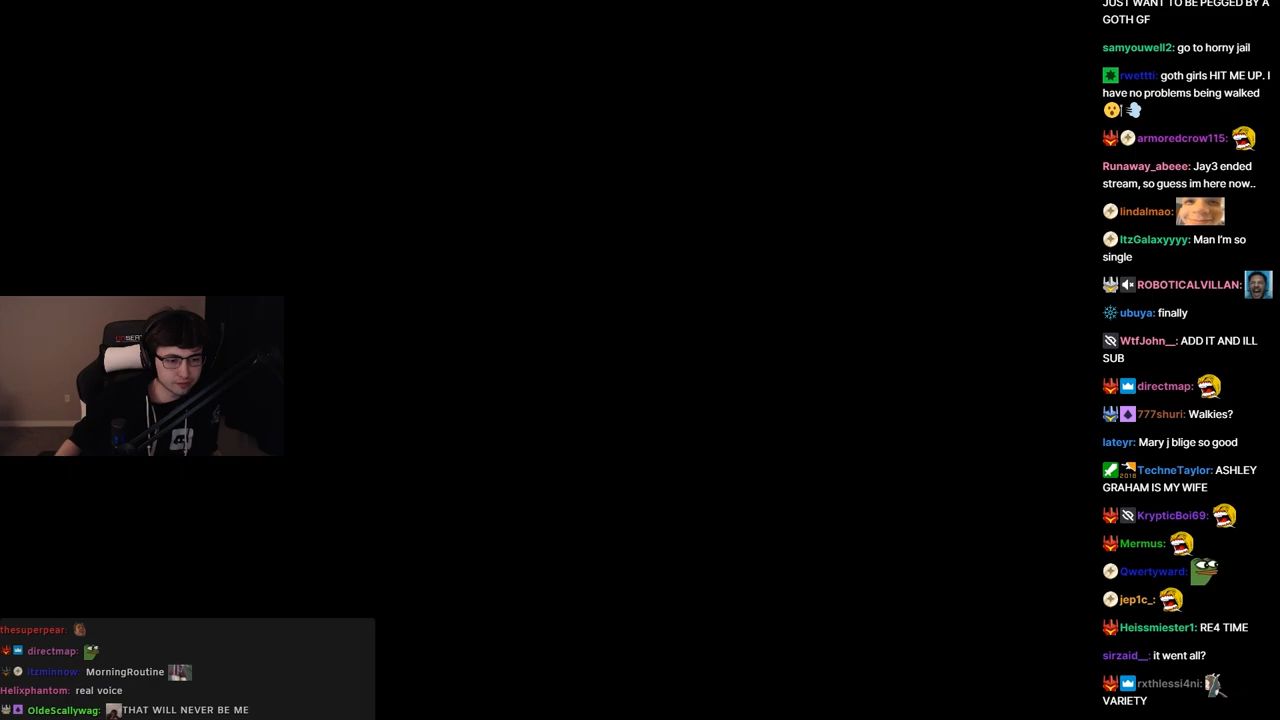 JUST WANT TO BE PEGGED BY A
GOTH GF
samyouwell2: go to horny jail
rwettti: goth girls HIT ME UP. I
have no problems being walked
armoredcrow115:
Runaway_abeee: Jay3 ended
stream, so guess im here now..
lindalmao:
ItzGalaxyyyy: Man I'm so
single
ROBOTICALVILLAN:
ubuya: finally
WtfJohn__: ADD IT AND ILL
SUB
directmap:
777shuri: Walkies?
lateyr: Mary j blige so good
TechneTaylor: ASHLEY
GRAHAM IS MY WIFE
KrypticBoi69:
Mermus:
Qwertyward:
jep1c_:
Heissmiester1: RE4 TIME
sirzaid__: it went all?
rxthlessi4ni:
VARIETY
thesuperpear:
directmap:
itzminnow: MorningRoutine
Helixphantom: real voice
OldeScallywag: THAT WILL NEVER BE ME